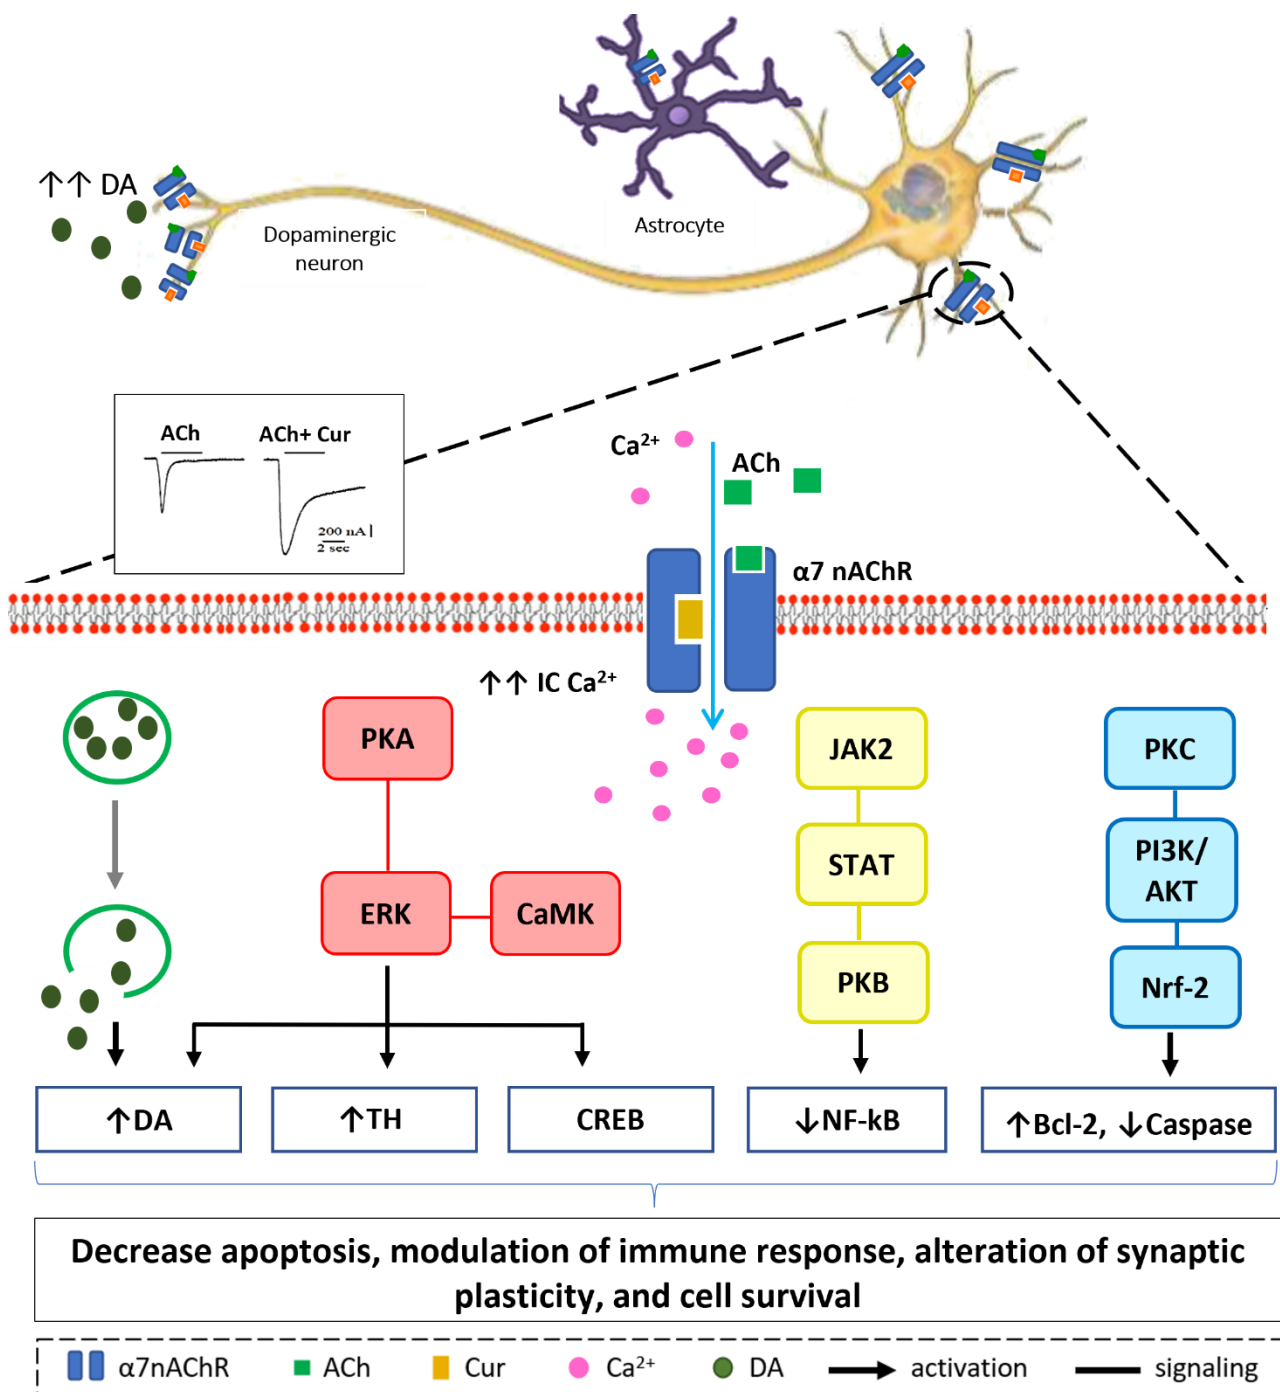 ↑↑ DA
Dopaminergic
neuron
Astrocyte
ACh
ACh+ Cur
200 nA
2 sec
Ca²⁺
ACh
α7 nAChR
↑↑ IC Ca²⁺
PKA
JAK2
PKC
STAT
PI3K/
AKT
ERK
CaMK
PKB
Nrf-2
↑DA
↑TH
CREB
↓NF-kB
↑Bcl-2, ↓Caspase
Decrease apoptosis, modulation of immune response, alteration of synaptic
plasticity, and cell survival
α7nAChR ACh Cur Ca²⁺ DA activation signaling